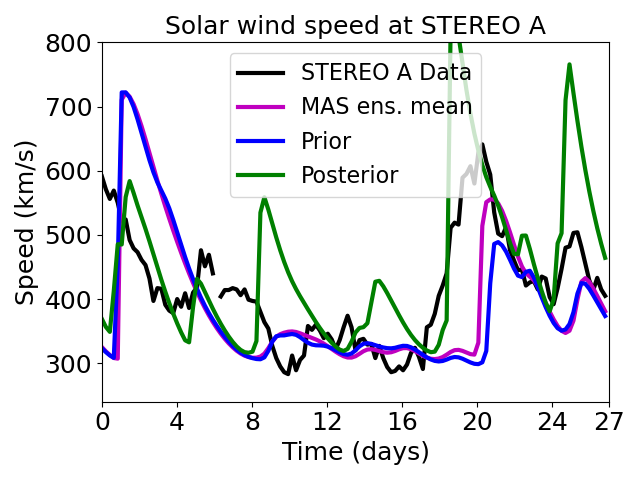 Solar wind speed at STEREO A
800
700
600
500
400
300
Speed (km/s)
STEREO A Data
MAS ens. mean
Prior
Posterior
0 4 8 12 16 20 24 27
Time (days)